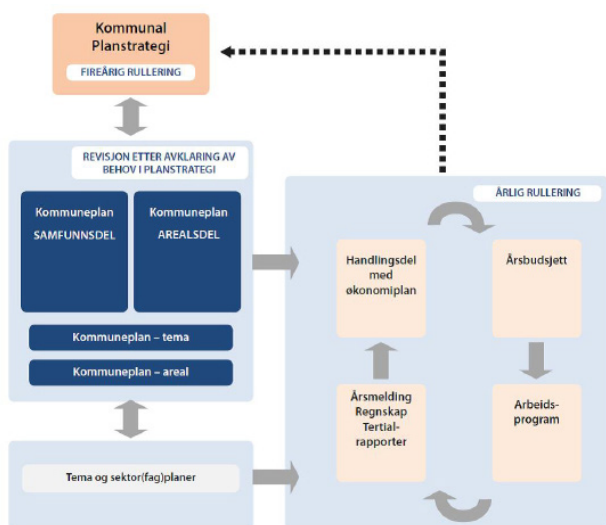 Kommunal
Planstrategi
FIREÅRIG RULLERING
REVISJON ETTER AVKLARING AV
BEHOV I PLANSTRATEGI
Kommuneplan
SAMFUNNSDEL
Kommuneplan
AREALSDEL
Kommuneplan – tema
Kommuneplan – areal
Tema og sektor(fag)planer
ÅRLIG RULLERING
Handlingsdel
med
økonomiplan
Årsbudsjett
Årsmelding
Regnskap
Tertial-
rapporter
Arbeids-
program